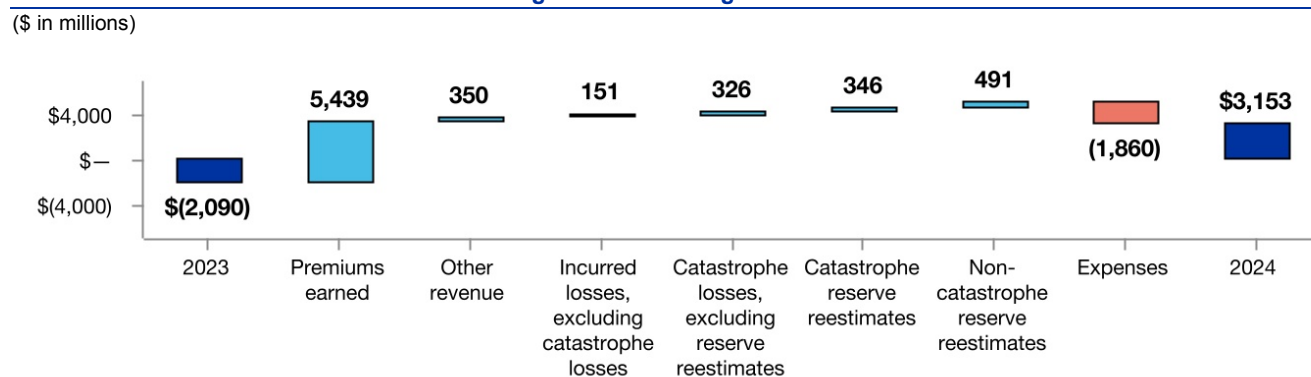 ($ in millions)
5,439
350
151
326
346
491
$3,153
$4,000
$—
$(4,000)
$(2,090)
(1,860)
2023
Premiums
earned
Other
revenue
Incurred
losses,
excluding
catastrophe
losses
Catastrophe
losses,
excluding
reserve
reestimates
Catastrophe
reserve
reestimates
Non-
catastrophe
reserve
reestimates
Expenses
2024